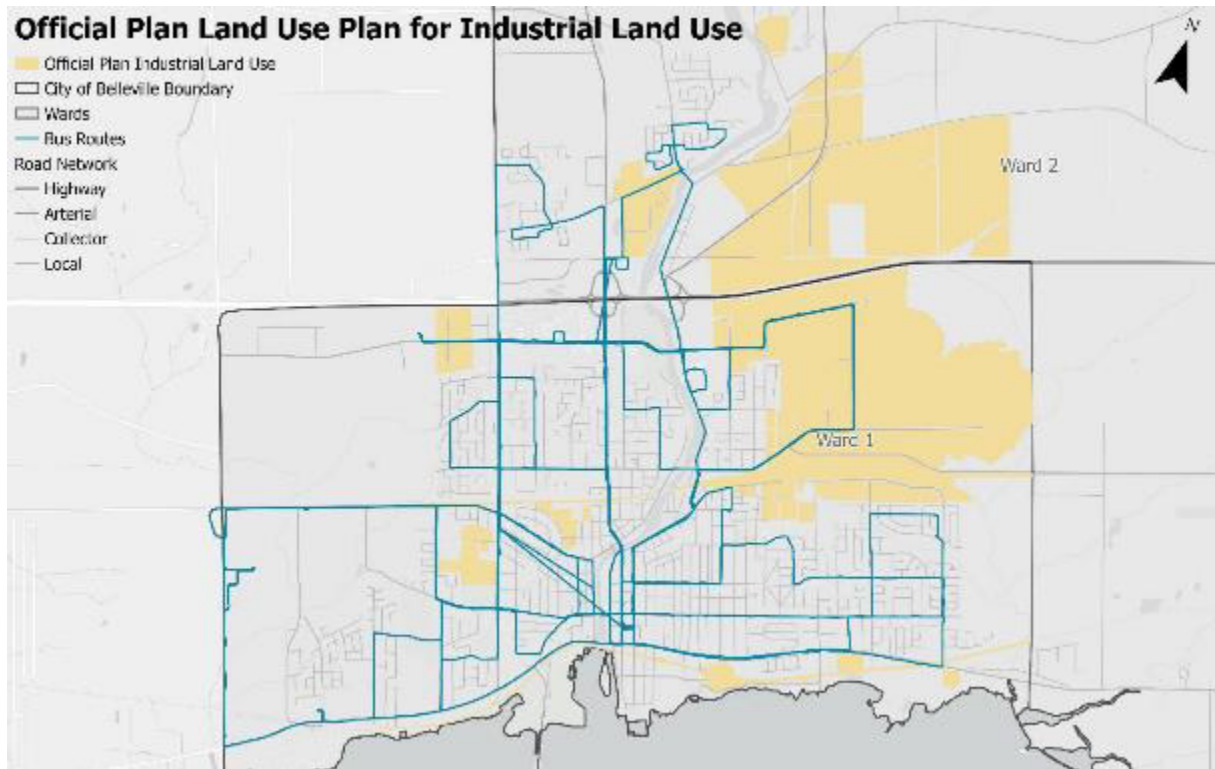 Official Plan Land Use Plan for Industrial Land Use
Official Plan Industrial Land Use
City of Belleville Boundary
Wards
Bus Routes
Road Network
Highway
Arterial
Collector
Local
N
Ward 2
Ward 1